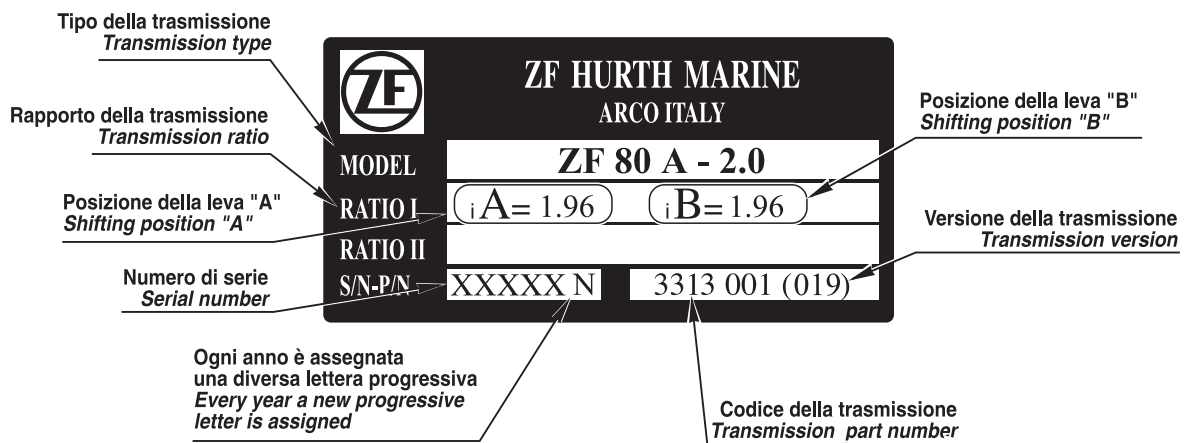 Tipo della trasmissione
Transmission type
Rapporto della trasmissione
Transmission ratio
Posizione della leva "A"
Shifting position "A"
Numero di serie
Serial number
ZF
ZF HURTH MARINE
ARCO ITALY
MODEL
ZF 80 A - 2.0
RATIO I
iA= 1.96 iB= 1.96
RATIO II
S/N-P/N XXXXX N 3313 001 (019)
Posizione della leva "B"
Shifting position "B"
Versione della trasmissione
Transmission version
Ogni anno è assegnata
una diversa lettera progressiva
Every year a new progressive
letter is assigned
Codice della trasmissione
Transmission part number